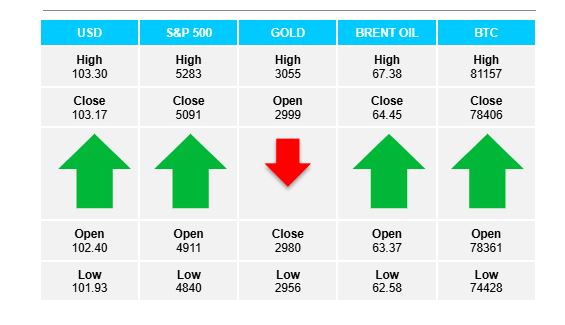 USD S&P 500 GOLD BRENT OIL BTC
High High High High High
103.30 5283 3055 67.38 81157
Close Close Open Close Close
103.17 5091 2999 64.45 78406
Open Open Close Open Open
102.40 4911 2980 63.37 78361
Low Low Low Low Low
101.93 4840 2956 62.58 74428